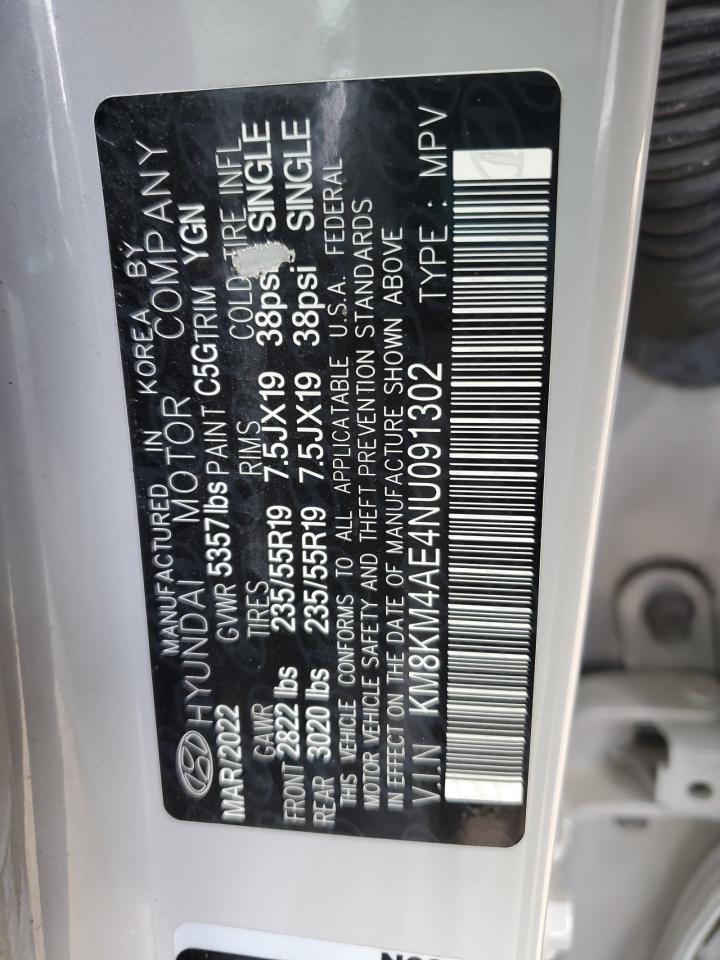 MANUFACTURED IN KOREA BY
HYUNDAI MOTOR COMPANY
MAR/2022 GVWR 5357lbs PAINT C5GTRIM YGN
GAWR TIRES RIMS COLD TIRE INFL
FRONT 2822 lbs 235/55R19 7.5JX19 38psi SINGLE
REAR 3020 lbs 235/55R19 7.5JX19 38psi SINGLE
THIS VEHICLE CONFORMS TO ALL APPLICATABLE U.S.A. FEDERAL
MOTOR VEHICLE SAFETY AND THEFT PREVENTION STANDARDS
IN EFFECT ON THE DATE OF MANUFACTURE SHOWN ABOVE
V.I.N KM8KM4AE4NU091302 TYPE : MPV